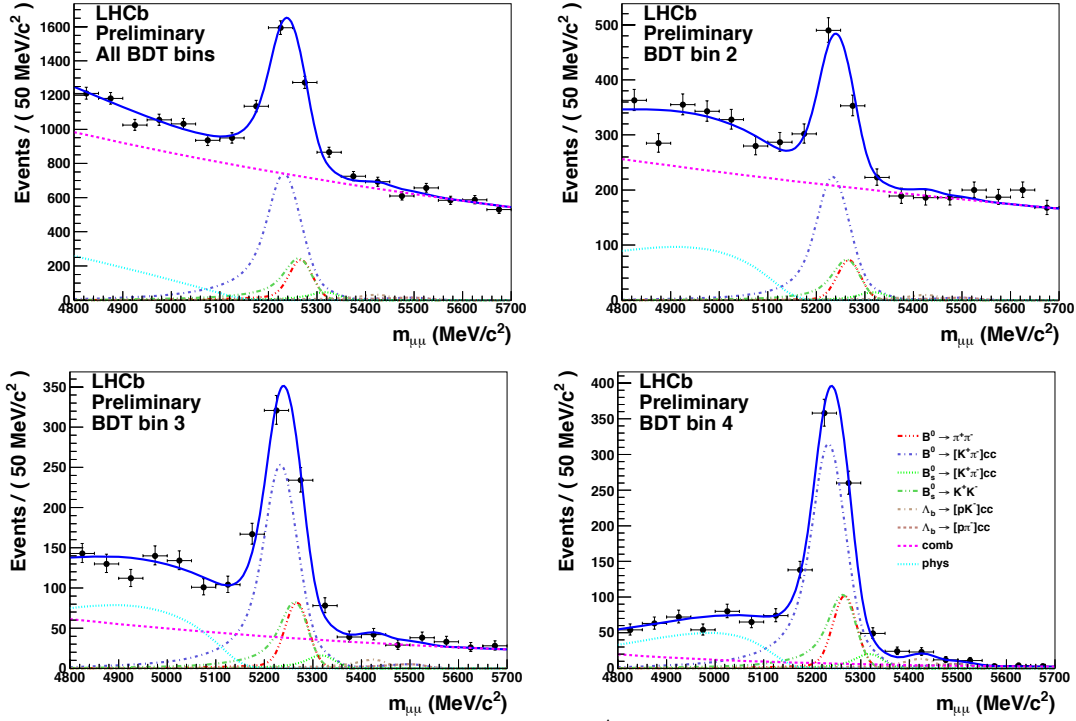 LHCb
Preliminary
All BDT bins
Events / ( 50 MeV/c² )
1600
1400
1200
1000
800
600
400
200
0
4800 4900 5000 5100 5200 5300 5400 5500 5600 5700
m_μμ (MeV/c²)
LHCb
Preliminary
BDT bin 2
Events / ( 50 MeV/c² )
500
400
300
200
100
0
4800 4900 5000 5100 5200 5300 5400 5500 5600 5700
m_μμ (MeV/c²)
LHCb
Preliminary
BDT bin 3
Events / ( 50 MeV/c² )
350
300
250
200
150
100
50
0
4800 4900 5000 5100 5200 5300 5400 5500 5600 5700
m_μμ (MeV/c²)
LHCb
Preliminary
BDT bin 4
Events / ( 50 MeV/c² )
400
350
300
250
200
150
100
50
0
4800 4900 5000 5100 5200 5300 5400 5500 5600 5700
m_μμ (MeV/c²)
B⁰ → π⁺π⁻
B⁰ → [K⁺π⁻]cc
B⁰ₛ → [K⁺π⁻]cc
B⁰ₛ → K⁺K⁻
Λ_b → [pK⁻]cc
Λ_b → [pπ⁻]cc
comb
phys